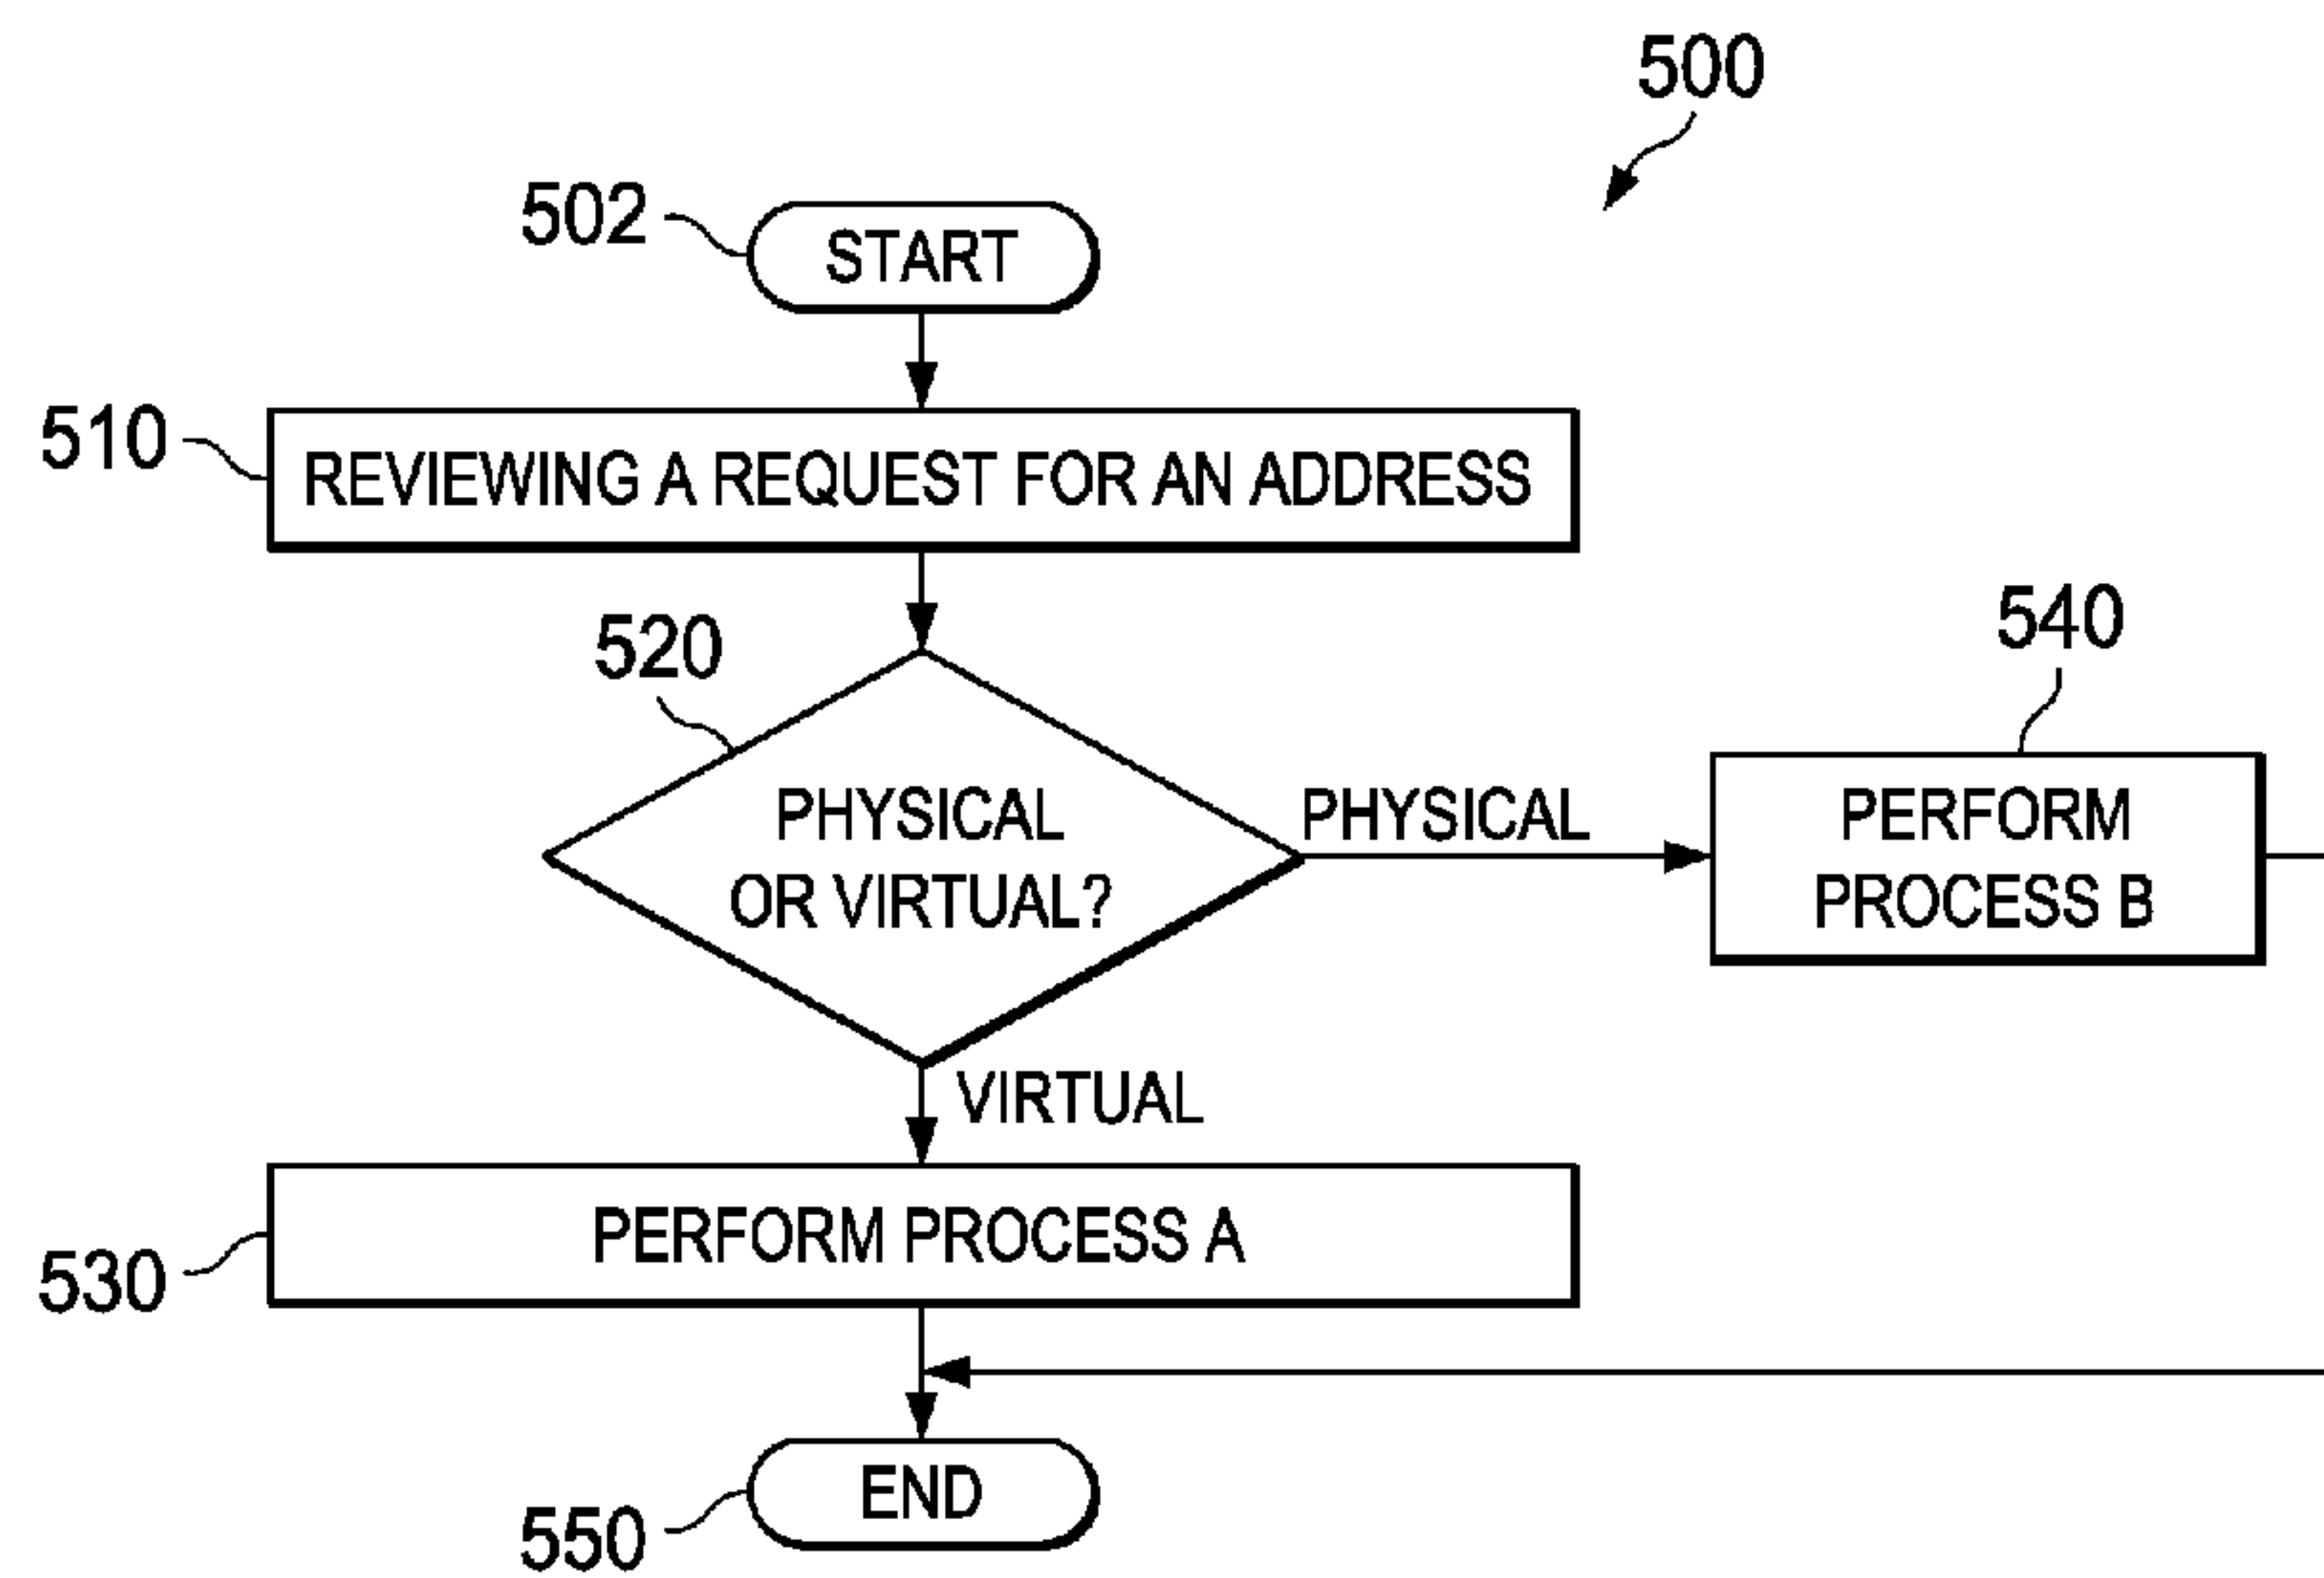 500
502
START
510
REVIEWING A REQUEST FOR AN ADDRESS
520
540
PHYSICAL
OR VIRTUAL?
PHYSICAL
PERFORM
PROCESS B
VIRTUAL
530
PERFORM PROCESS A
550
END